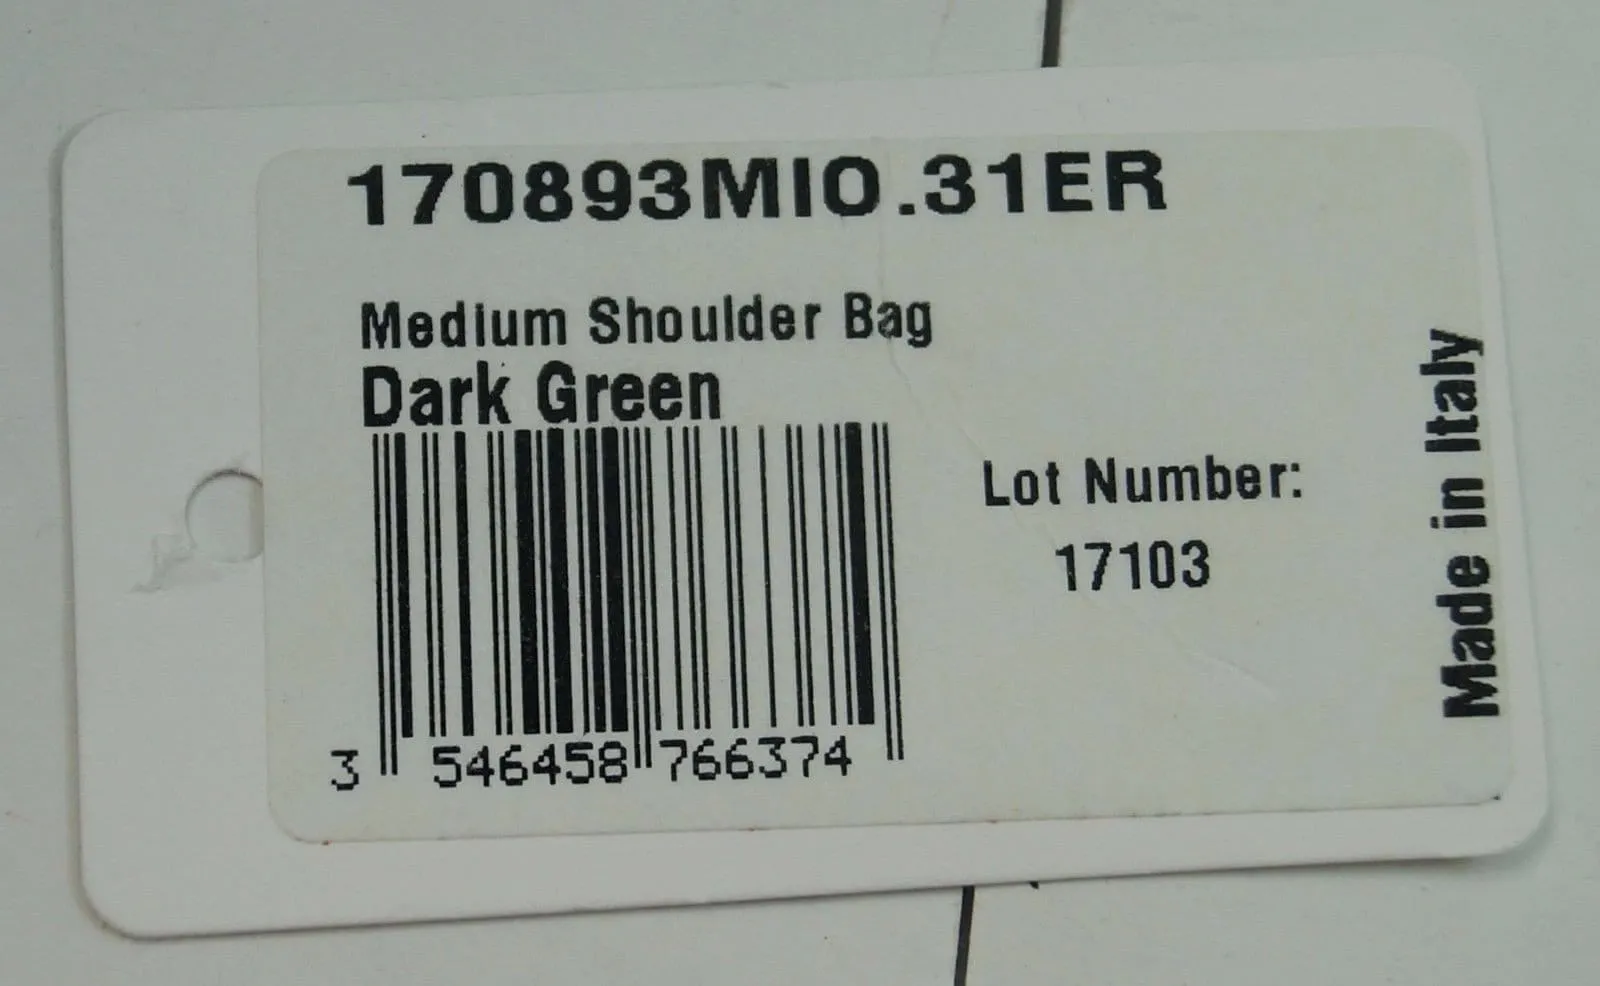 170893MIO.31ER
Medium Shoulder Bag
Dark Green
3 546458 766374
Lot Number:
17103
Made in Italy